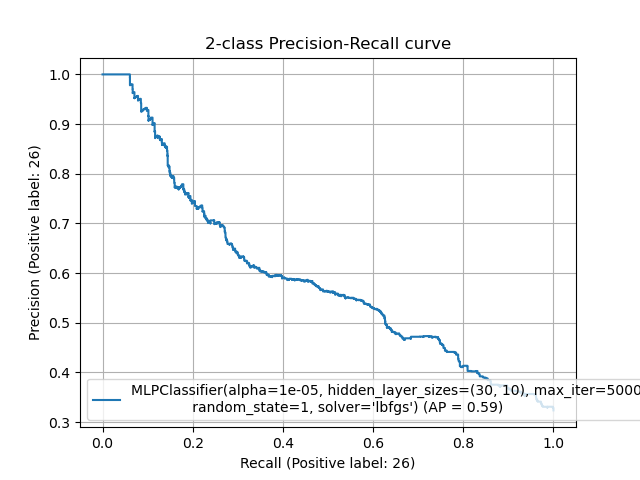 2-class Precision-Recall curve
1.0
0.9
0.8
0.7
0.6
0.5
0.4
0.3
Precision (Positive label: 26)
MLPClassifier(alpha=1e-05, hidden_layer_sizes=(30, 10), max_iter=5000
random_state=1, solver='lbfgs') (AP = 0.59)
0.0 0.2 0.4 0.6 0.8 1.0
Recall (Positive label: 26)